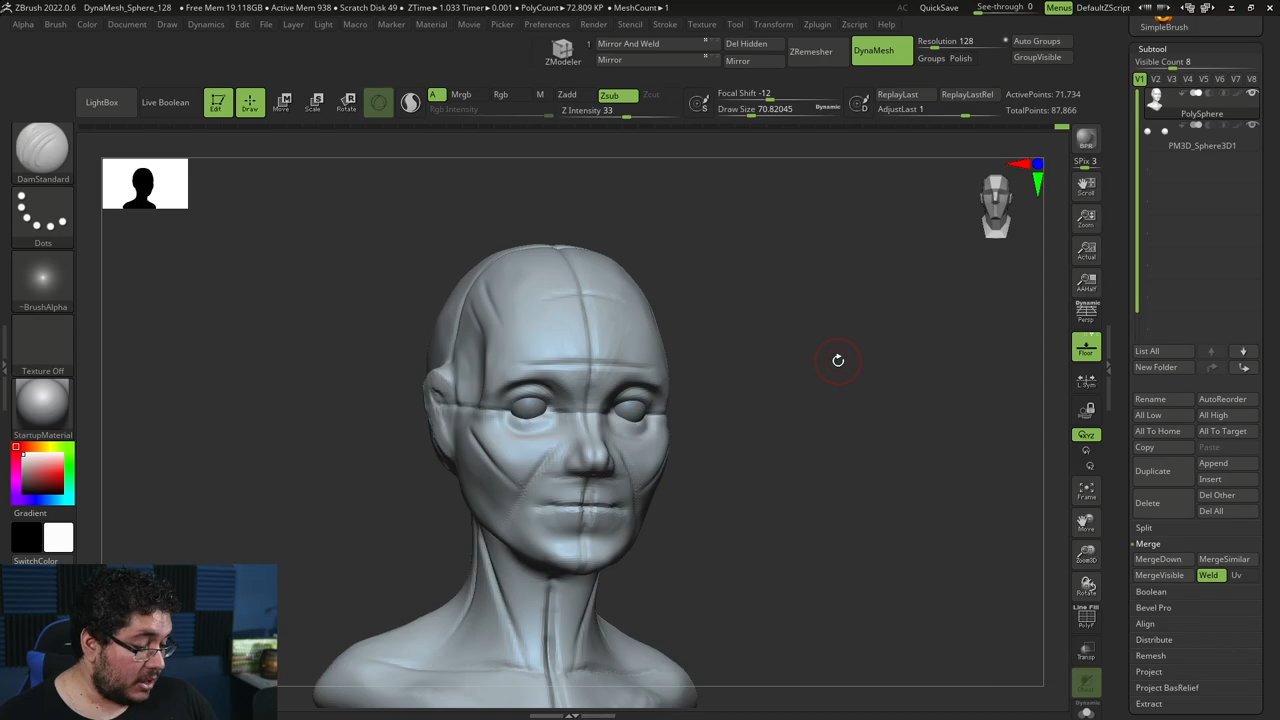 ZBrush 2022.0.6 DynaMesh_Sphere_128 • Free Mem 19.118GB • Active Mem 938 • Scratch Disk 49 • ZTime▸1.033 Timer▸0.001 • PolyCount▸72.809 KP • MeshCount▸1 AC QuickSave See-through 0 Menus DefaultZScript
Alpha Brush Color Document Draw Dynamics Edit File Layer Light Macro Marker Material Movie Picker Preferences Render Stencil Stroke Texture Tool Transform Zplugin Zscript Help
SimpleBrush
ZModeler 1
Mirror And Weld
Mirror
Del Hidden
Mirror
ZRemesher
DynaMesh
Resolution 128
Groups Polish
Auto Groups
GroupVisible
LightBox
Live Boolean
Edit
Draw
Move
Scale
Rotate
A Mrgb Rgb M
Rgb Intensity
Zadd Zsub Zcut
Z Intensity 33
S
Focal Shift -12
Draw Size 70.82045 Dynamic
D
ReplayLast ReplayLastRel
AdjustLast 1
ActivePoints: 71,734
TotalPoints: 87,866
Subtool
Visible Count 8
V1 V2 V3 V4 V5 V6 V7 V8
PolySphere
PM3D_Sphere3D1
DamStandard
Dots
~BrushAlpha
Texture Off
StartupMaterial
Gradient
SwitchColor
BPR
SPix 3
Scroll
Zoom
Actual
AAHalf
Dynamic
Persp
Floor
L.Sym
XYZ
Frame
Move
Zoom3D
Rotate
Line Fill
PolyF
Transp
Dynamic
List All
New Folder
Rename AutoReorder
All Low All High
All To Home All To Target
Copy Paste
Duplicate Append
Insert
Delete Del Other
Del All
Split
Merge
MergeDown MergeSimilar
MergeVisible Weld Uv
Boolean
Bevel Pro
Align
Distribute
Remesh
Project
Project BasRelief
Extract